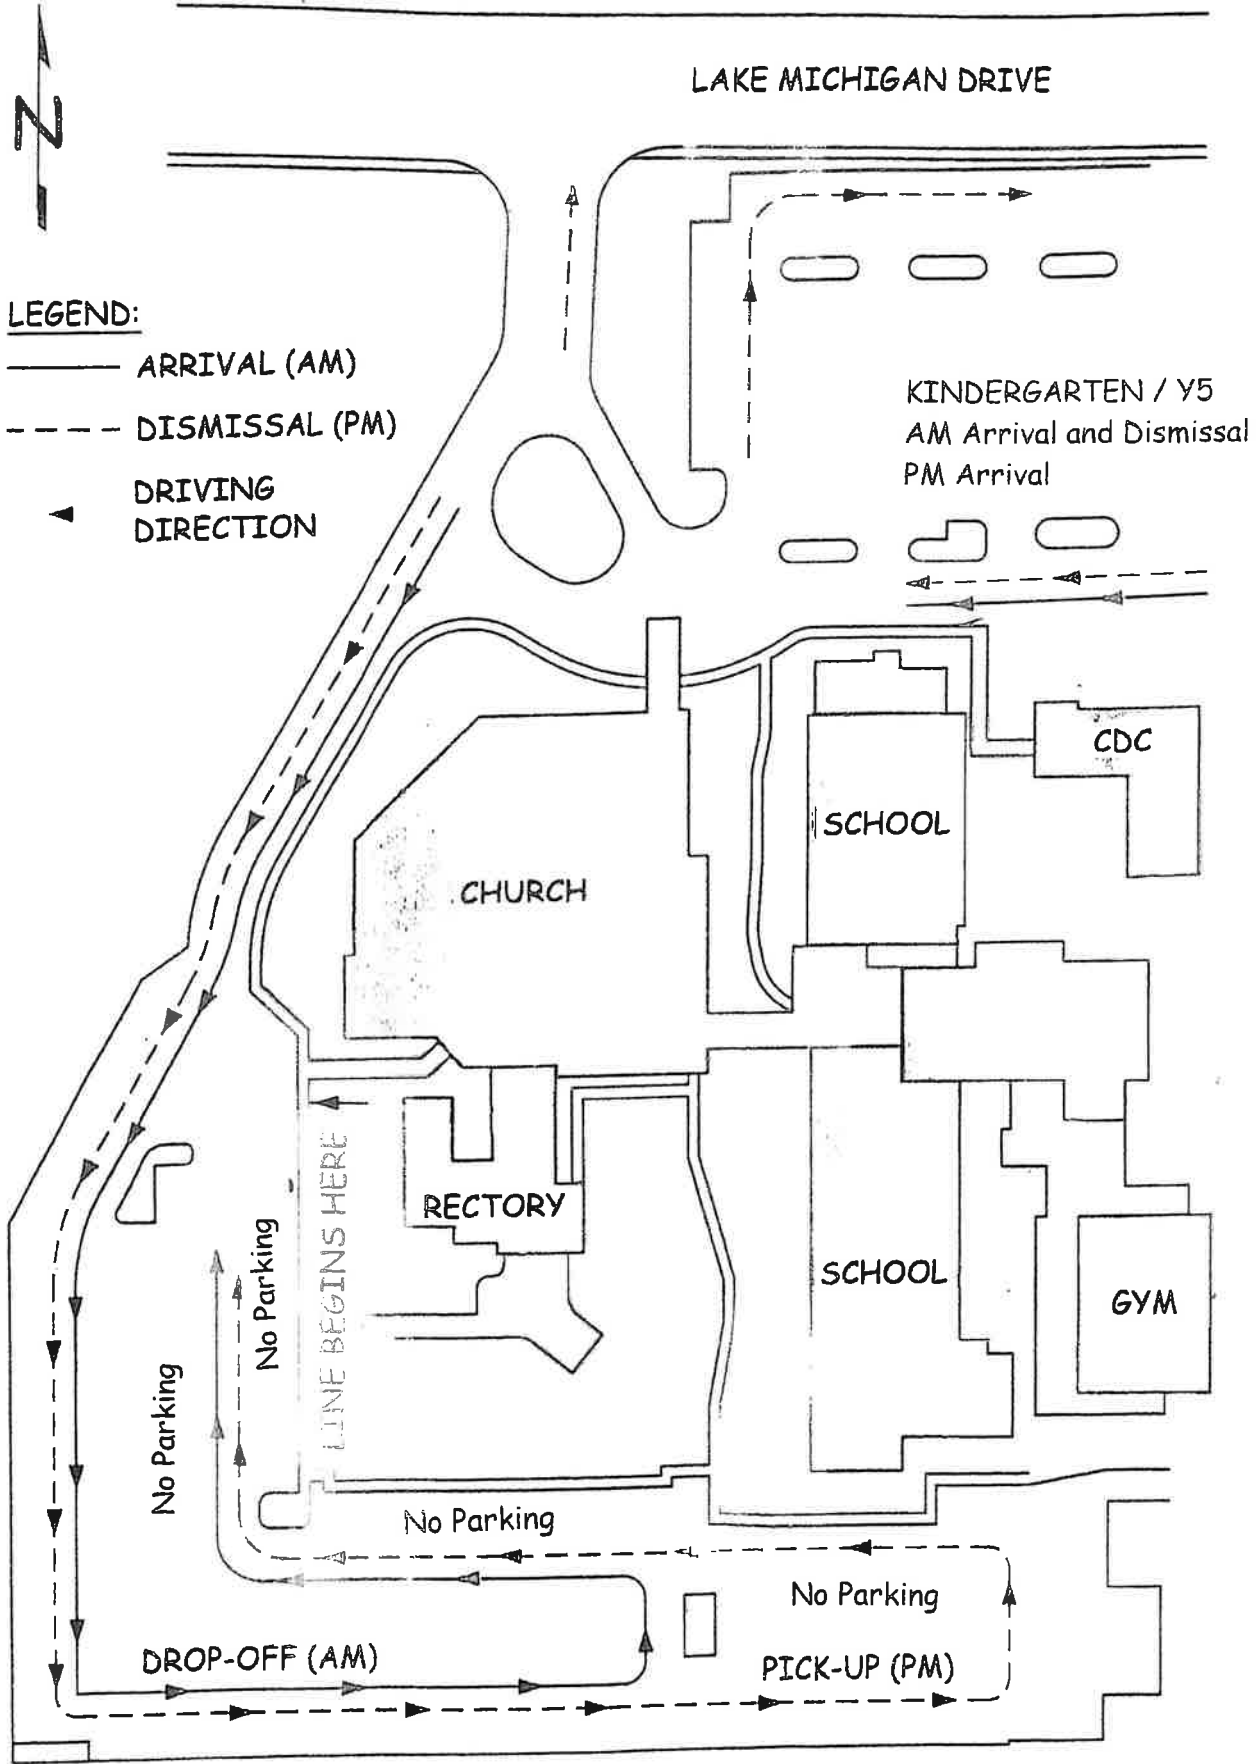 N
LAKE MICHIGAN DRIVE
LEGEND:
ARRIVAL (AM)
DISMISSAL (PM)
DRIVING
DIRECTION
KINDERGARTEN / Y5
AM Arrival and Dismissal
PM Arrival
CDC
SCHOOL
CHURCH
RECTORY
LINE BEGINS HERE
No Parking
No Parking
SCHOOL
GYM
No Parking
No Parking
DROP-OFF (AM)
PICK-UP (PM)